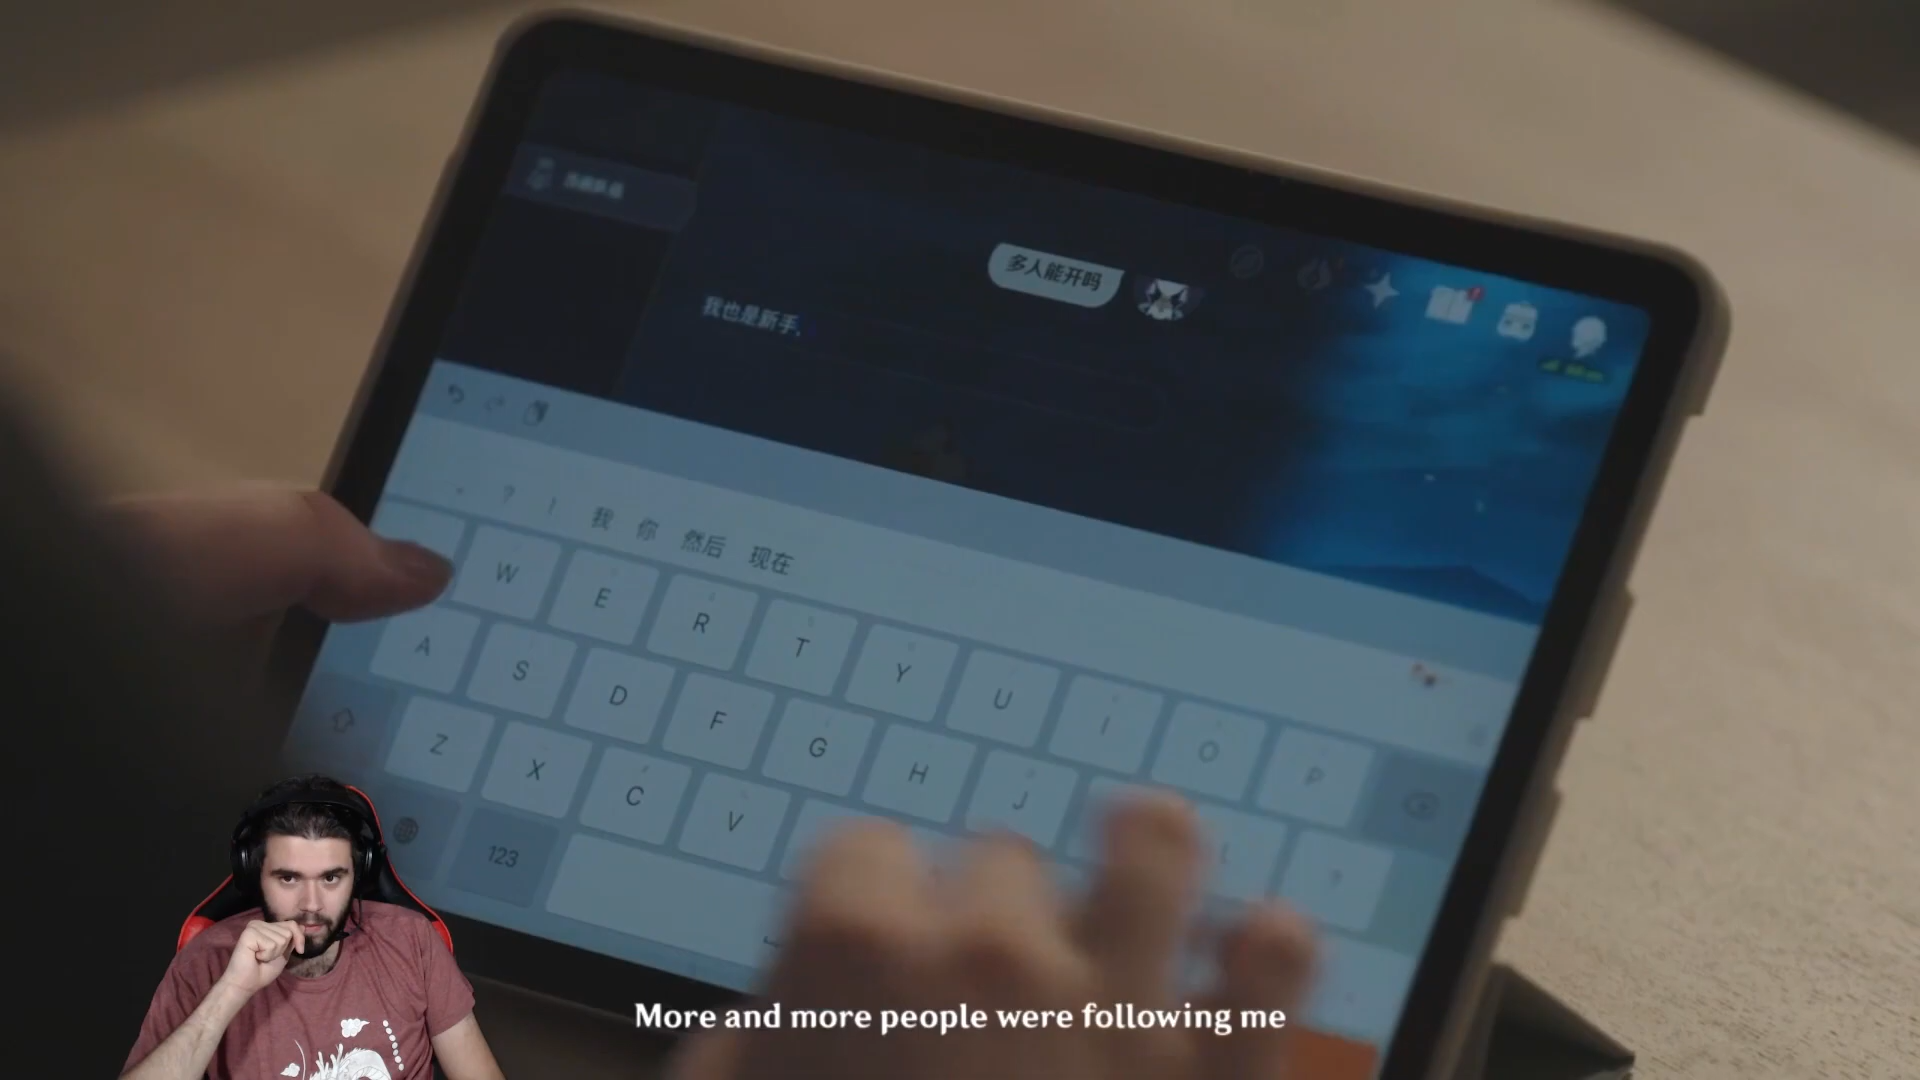 多人能开吗
我也是新手,
? ! 我 你 然后 现在
W E R T Y U I O P
A S D F G H J L
Z X C V ?
123
More and more people were following me